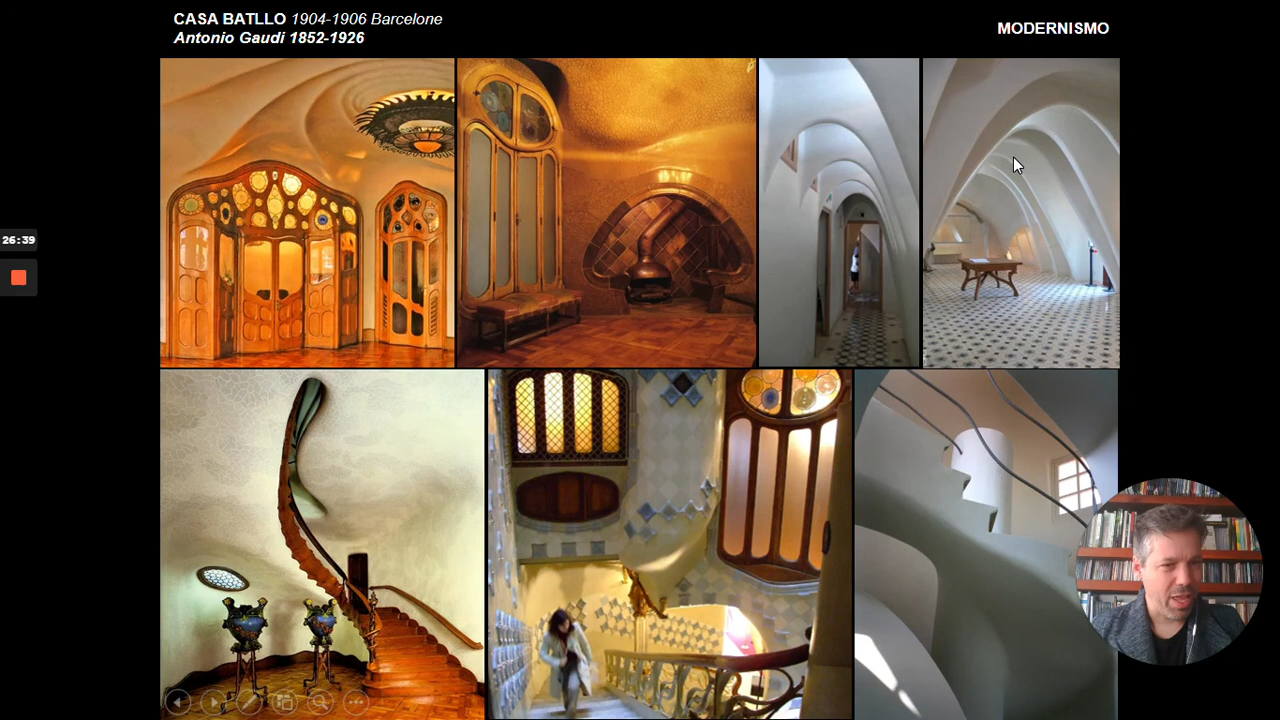 CASA BATLLO 1904-1906 Barcelone
Antonio Gaudi 1852-1926
MODERNISMO
26:39